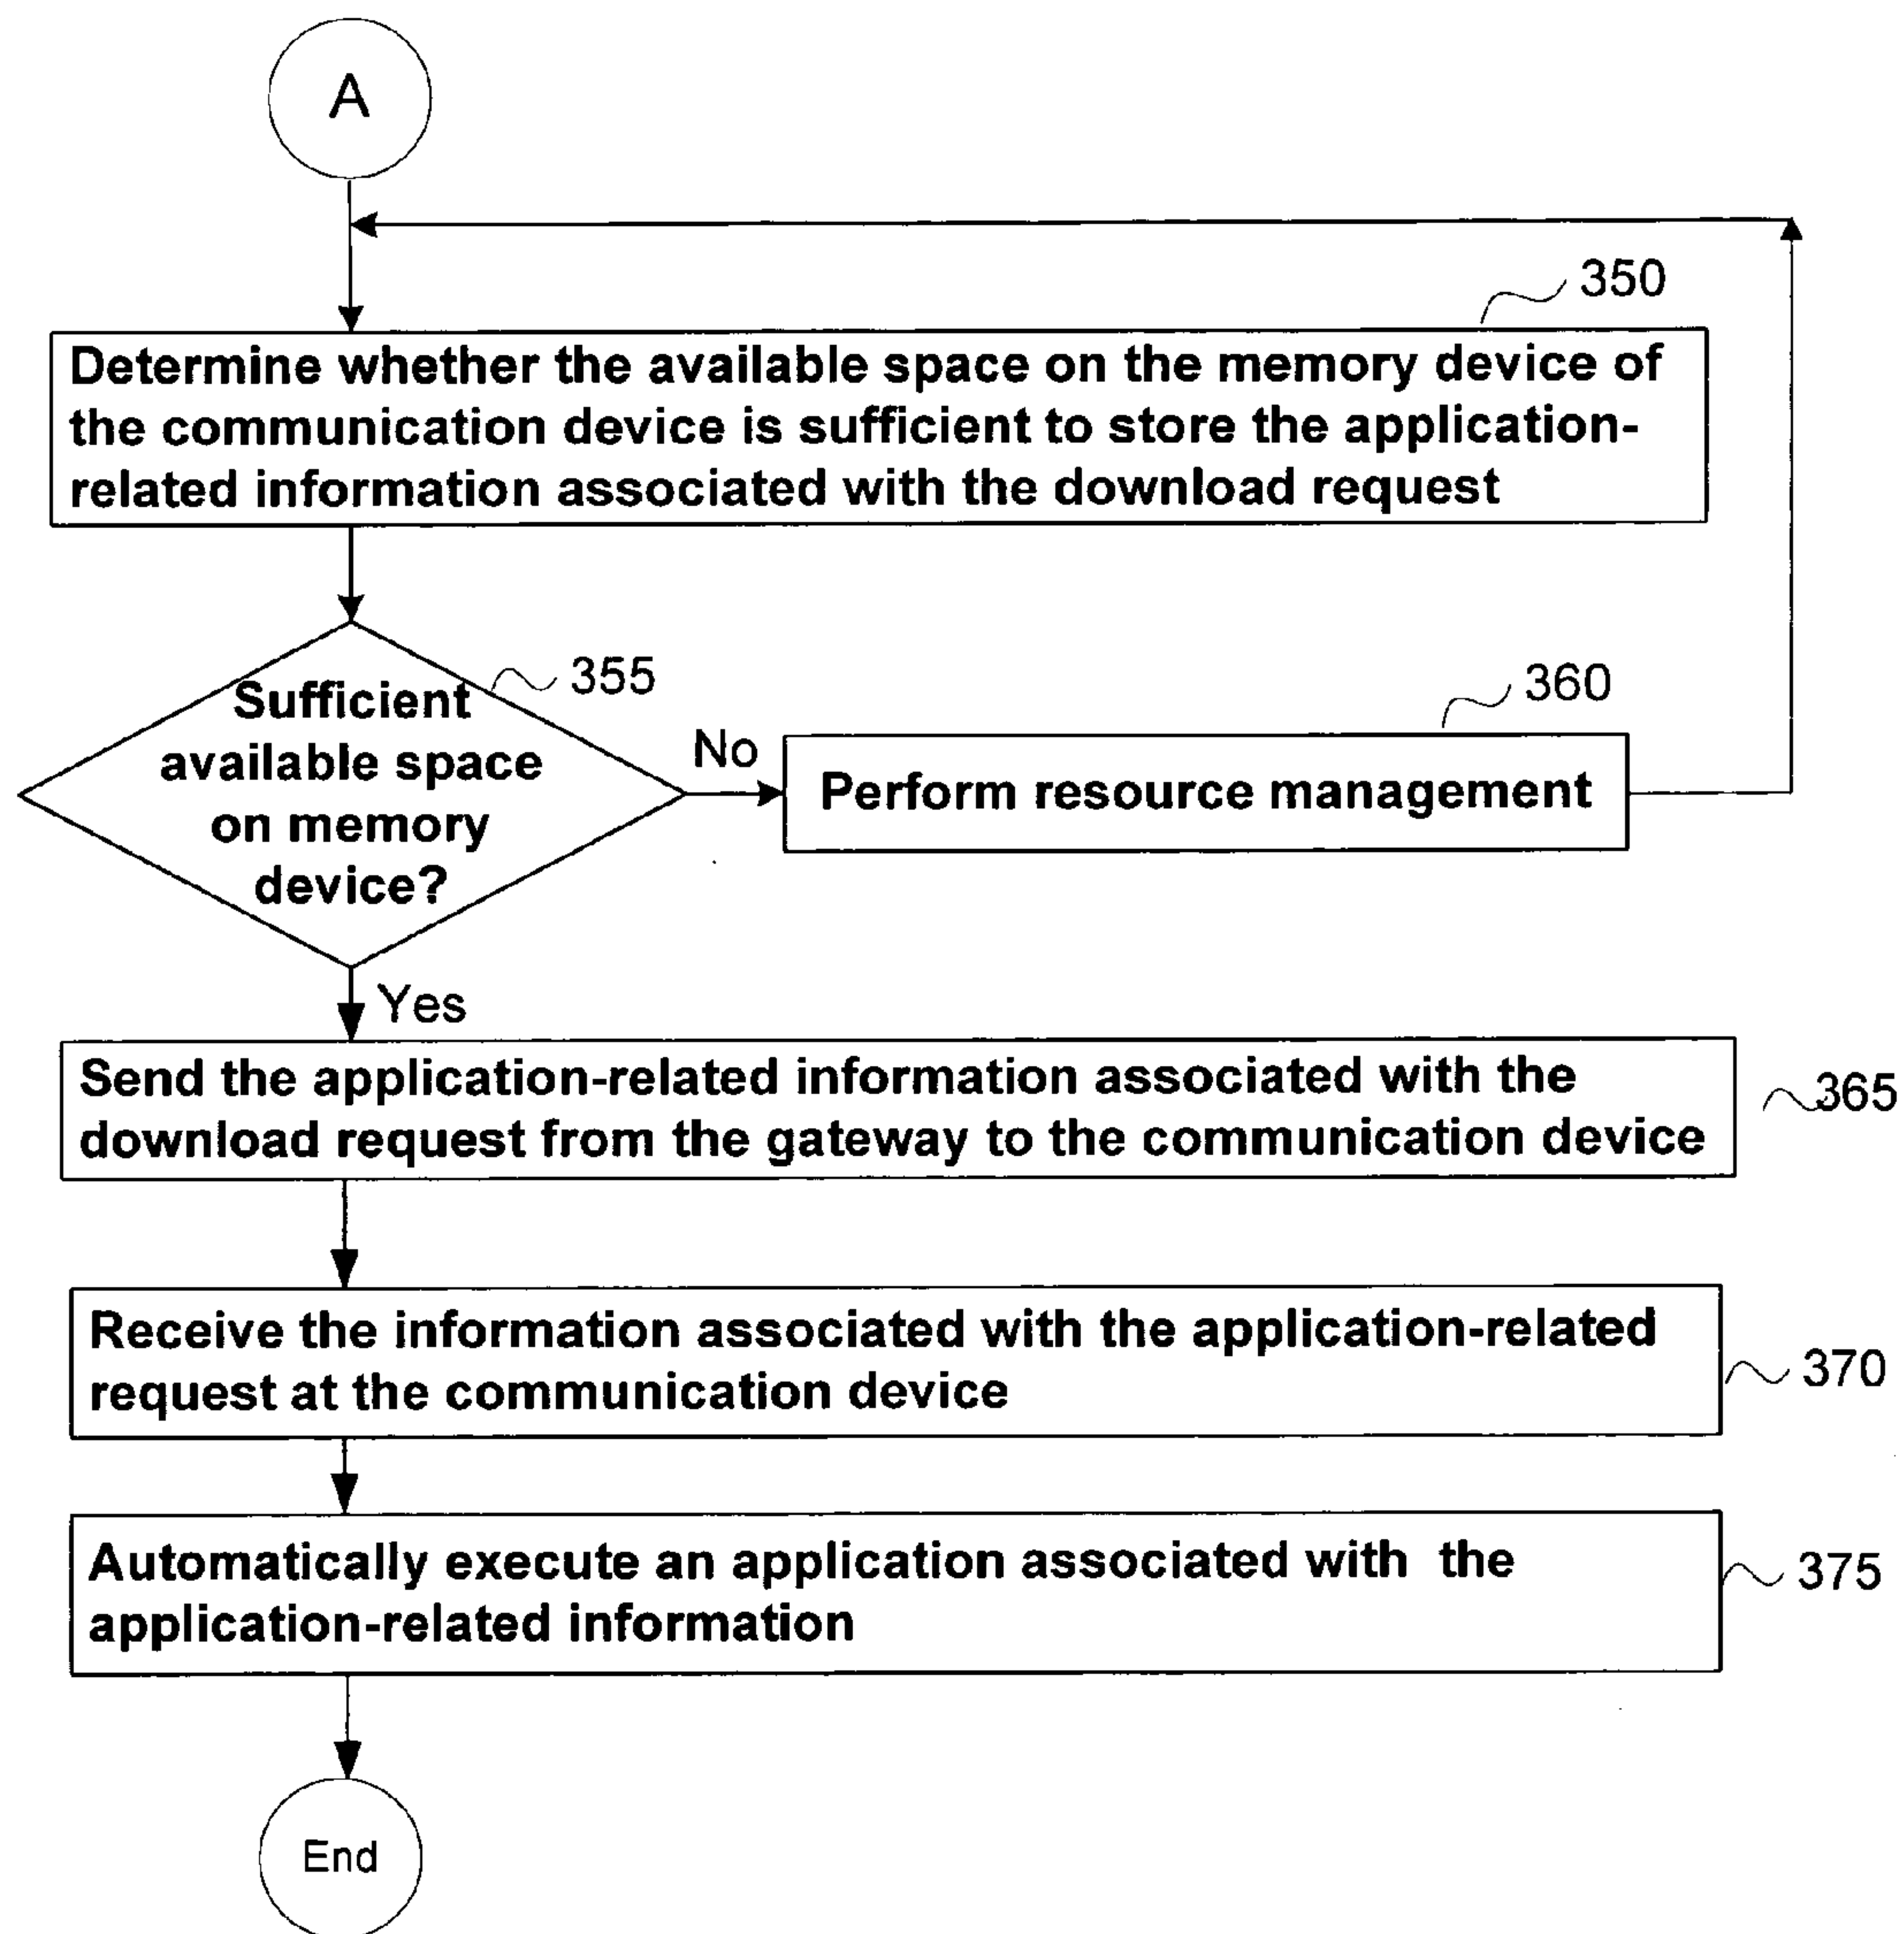 A
350
Determine whether the available space on the memory device of
the communication device is sufficient to store the application-
related information associated with the download request
355
Sufficient
available space
on memory
device?
No
360
Perform resource management
Yes
Send the application-related information associated with the
download request from the gateway to the communication device
365
Receive the information associated with the application-related
request at the communication device
370
Automatically execute an application associated with the
application-related information
375
End